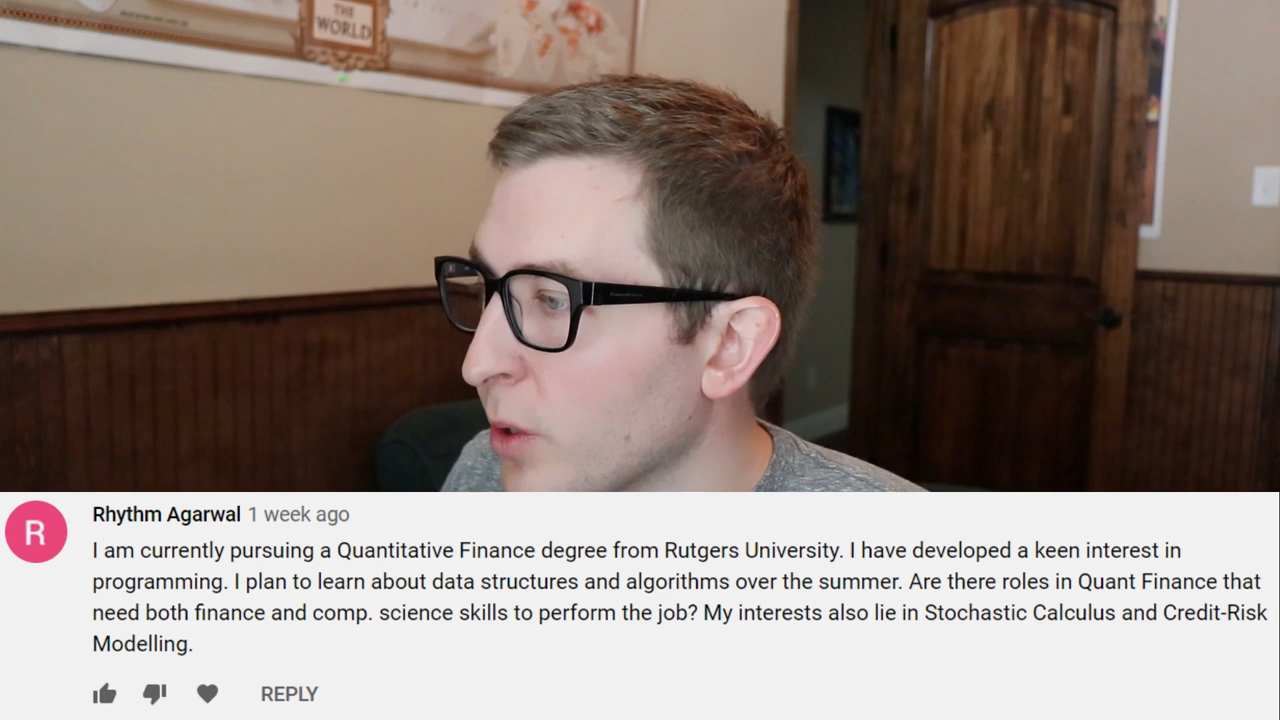 THE
WORLD
R
Rhythm Agarwal 1 week ago
I am currently pursuing a Quantitative Finance degree from Rutgers University. I have developed a keen interest in
programming. I plan to learn about data structures and algorithms over the summer. Are there roles in Quant Finance that
need both finance and comp. science skills to perform the job? My interests also lie in Stochastic Calculus and Credit-Risk
Modelling.
REPLY